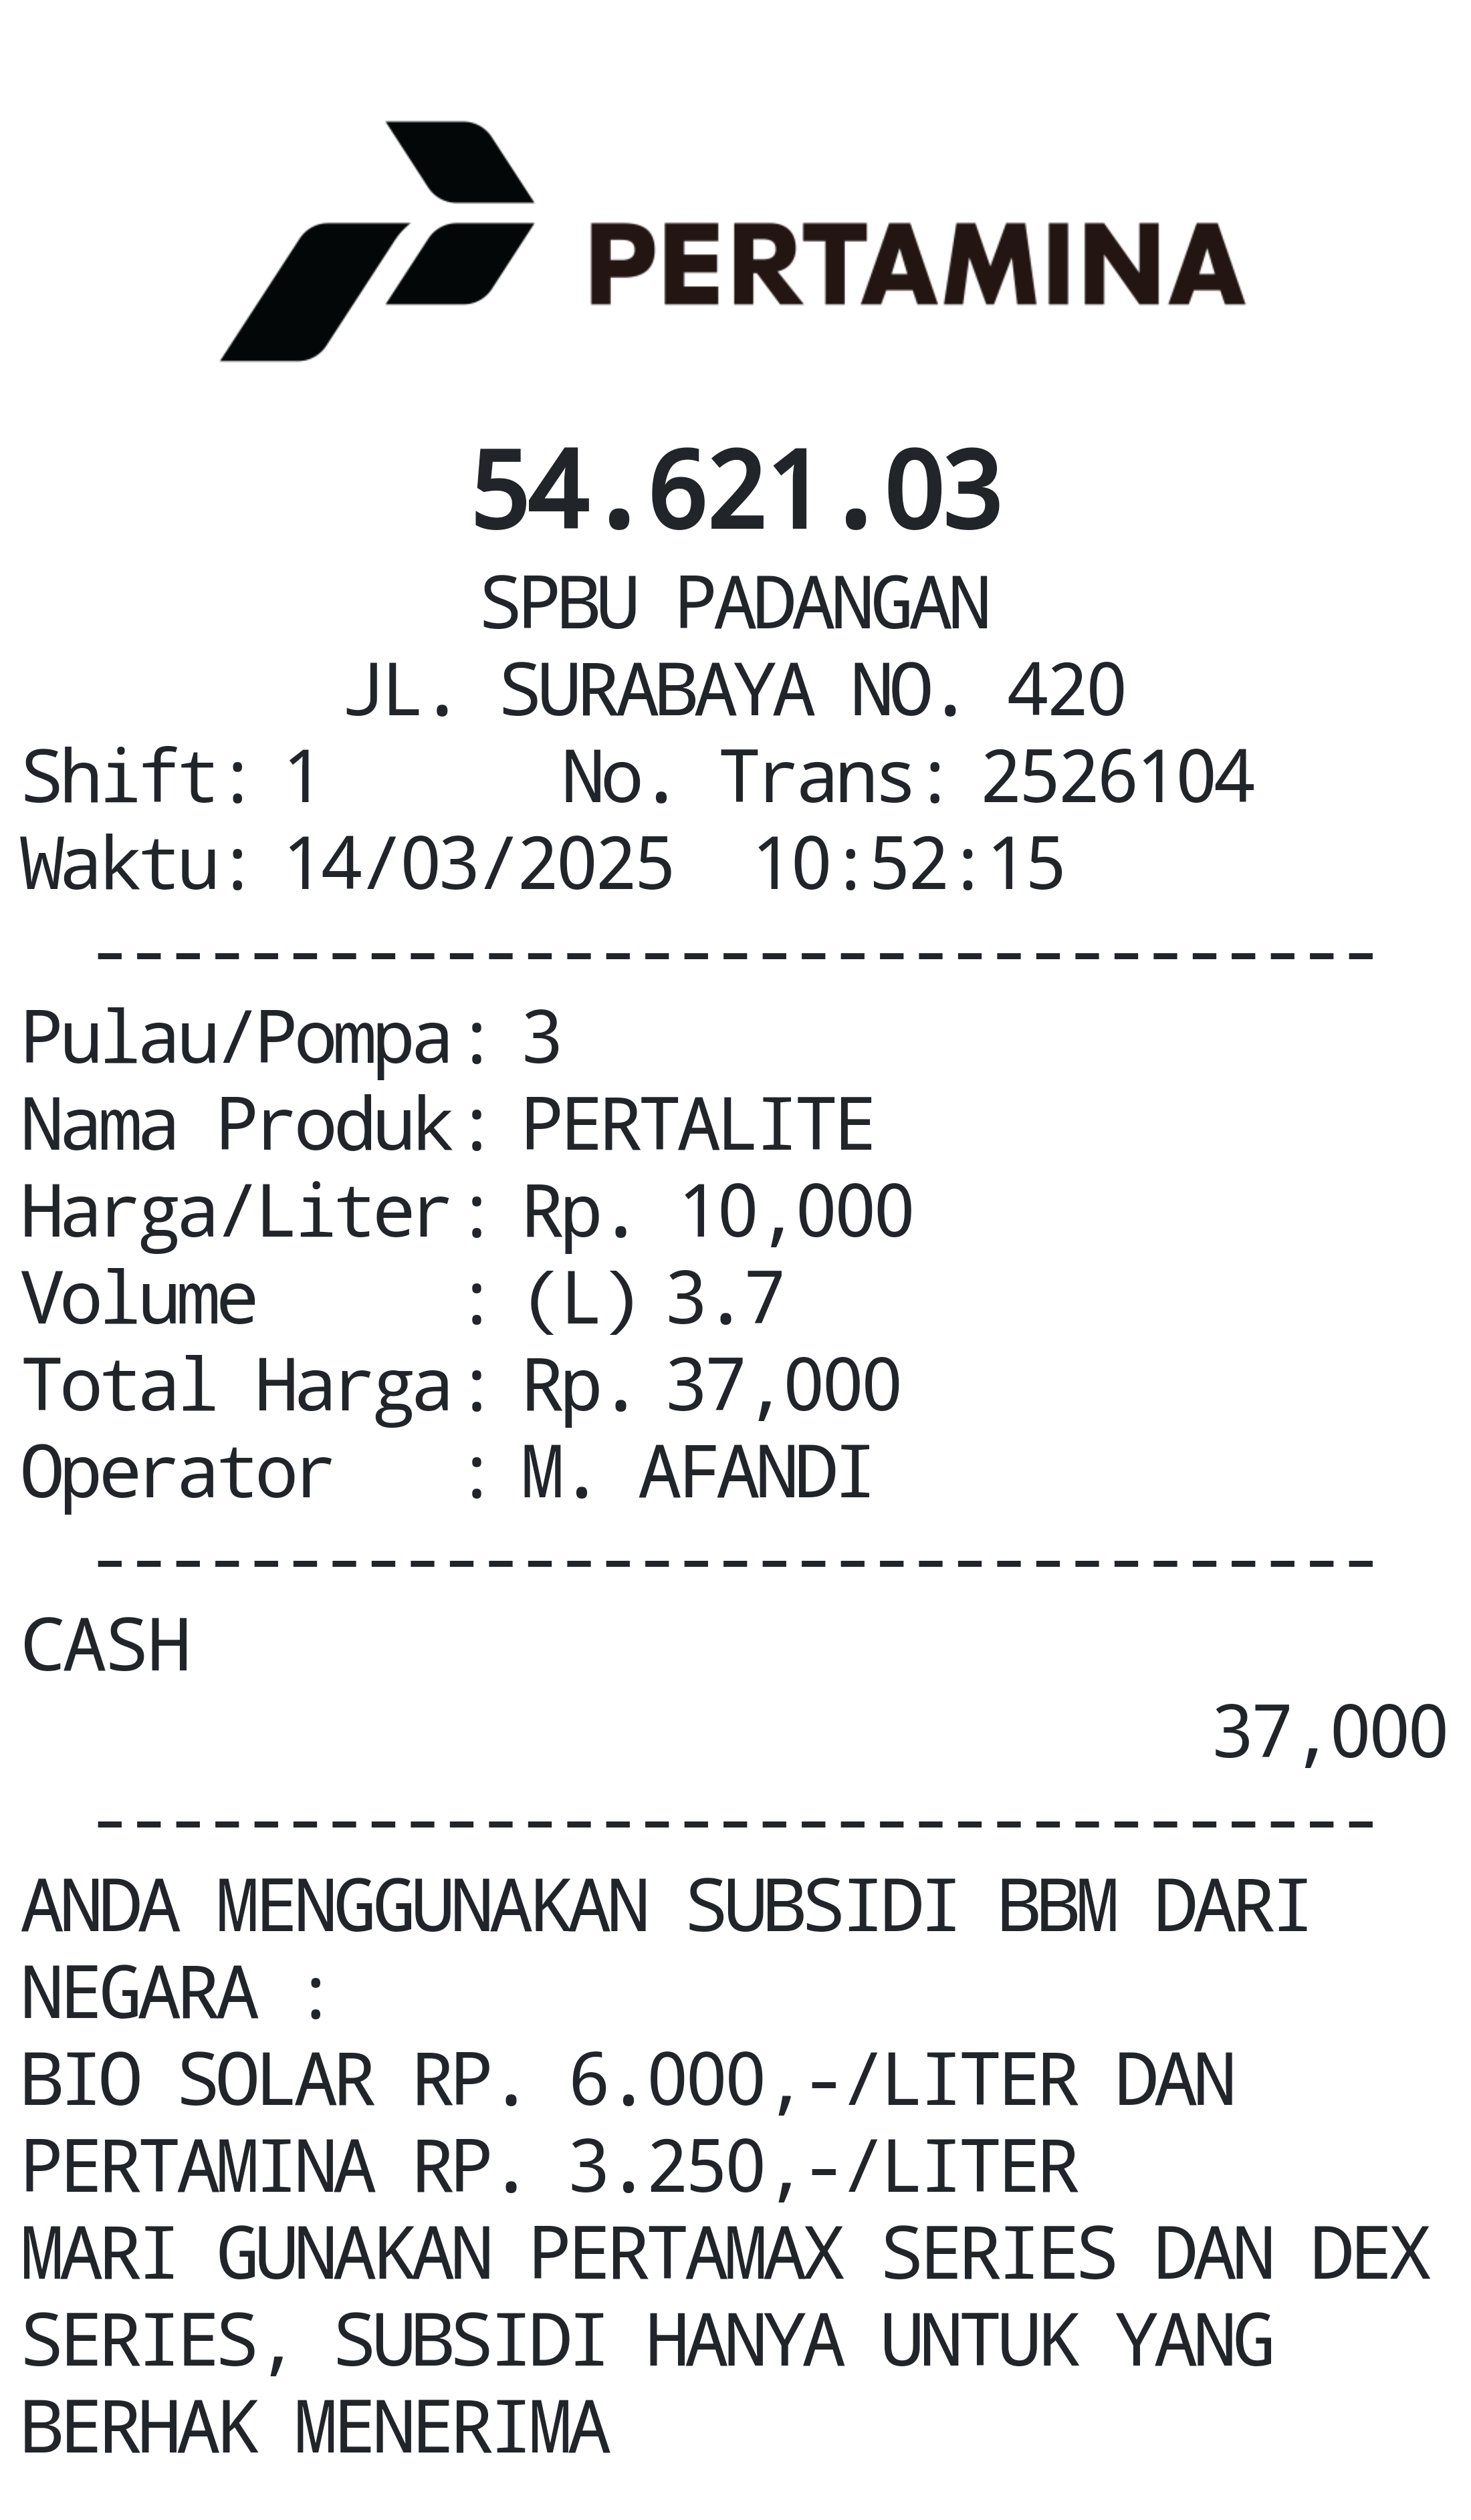 PERTAMINA
54.621.03
SPBU PADANGAN
JL. SURABAYA NO. 420
Shift: 1 No. Trans: 2526104
Waktu: 14/03/2025 10:52:15
---------------------------------
Pulau/Pompa: 3
Nama Produk: PERTALITE
Harga/Liter: Rp. 10,000
Volume : (L) 3.7
Total Harga: Rp. 37,000
Operator : M. AFANDI
---------------------------------
CASH
37,000
---------------------------------
ANDA MENGGUNAKAN SUBSIDI BBM DARI
NEGARA :
BIO SOLAR RP. 6.000,-/LITER DAN
PERTAMINA RP. 3.250,-/LITER
MARI GUNAKAN PERTAMAX SERIES DAN DEX
SERIES, SUBSIDI HANYA UNTUK YANG
BERHAK MENERIMA